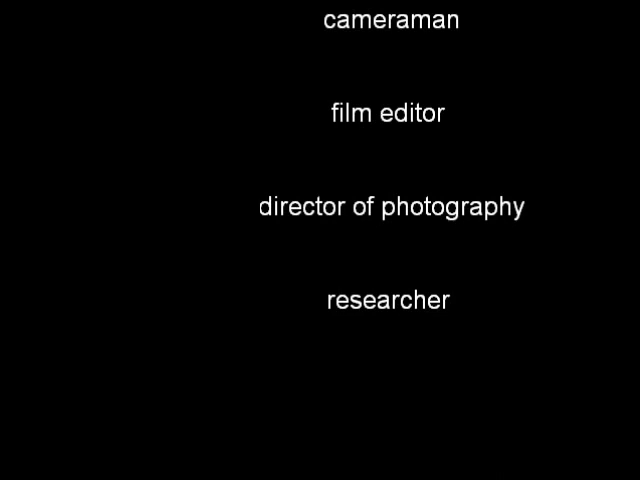 cameraman
film editor
director of photography
researcher